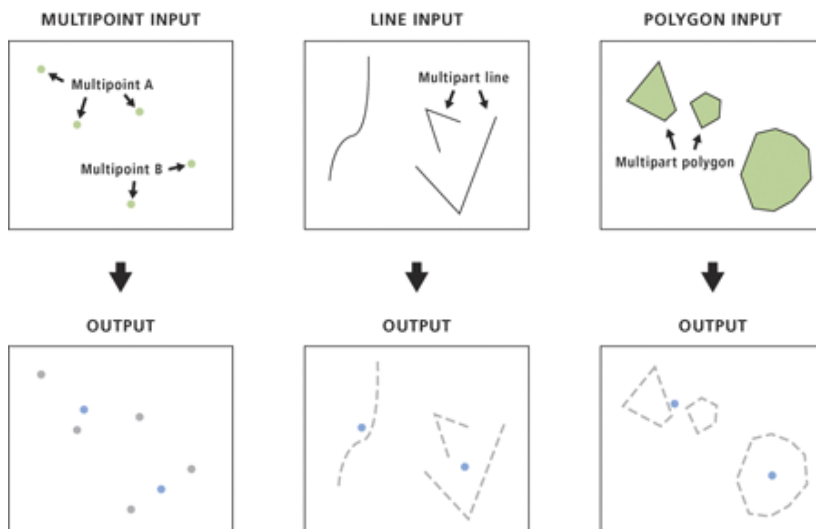 MULTIPOINT INPUT
LINE INPUT
POLYGON INPUT
Multipoint A
Multipoint B
Multipart line
Multipart polygon
OUTPUT
OUTPUT
OUTPUT